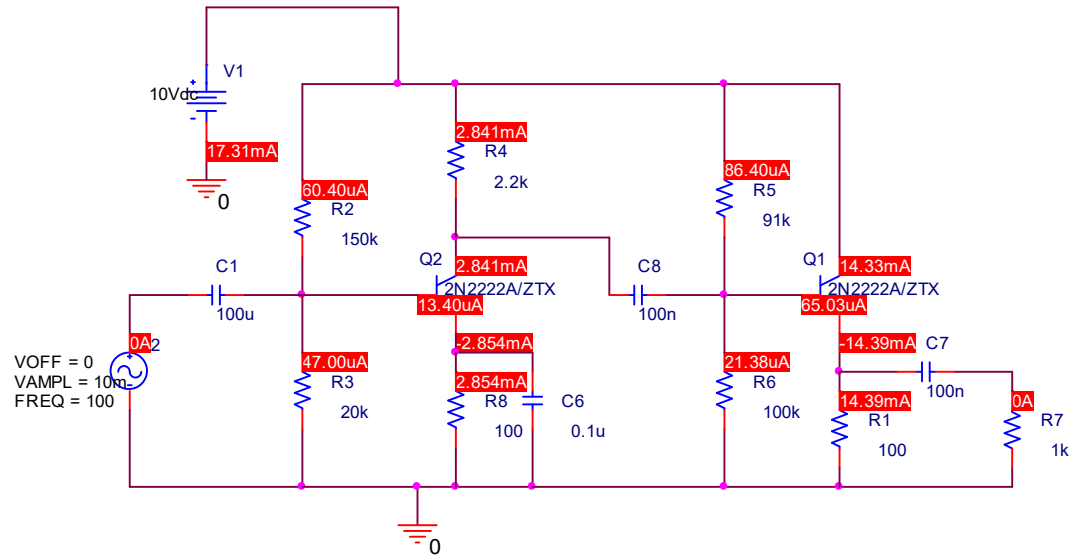 V1
10Vdc
17.31mA
0
2.841mA
R4
2.2k
86.40uA
R5
91k
60.40uA
R2
150k
C1
100u
Q2
2.841mA
2N2222A/ZTX
13.40uA
-2.854mA
C8
100n
Q1
14.33mA
2N2222A/ZTX
65.03uA
-14.39mA
C7
100n
0A
2
VOFF = 0
VAMPL = 10m
FREQ = 100
47.00uA
R3
20k
2.854mA
R8
100
C6
0.1u
21.38uA
R6
100k
14.39mA
R1
100
0A
R7
1k
0